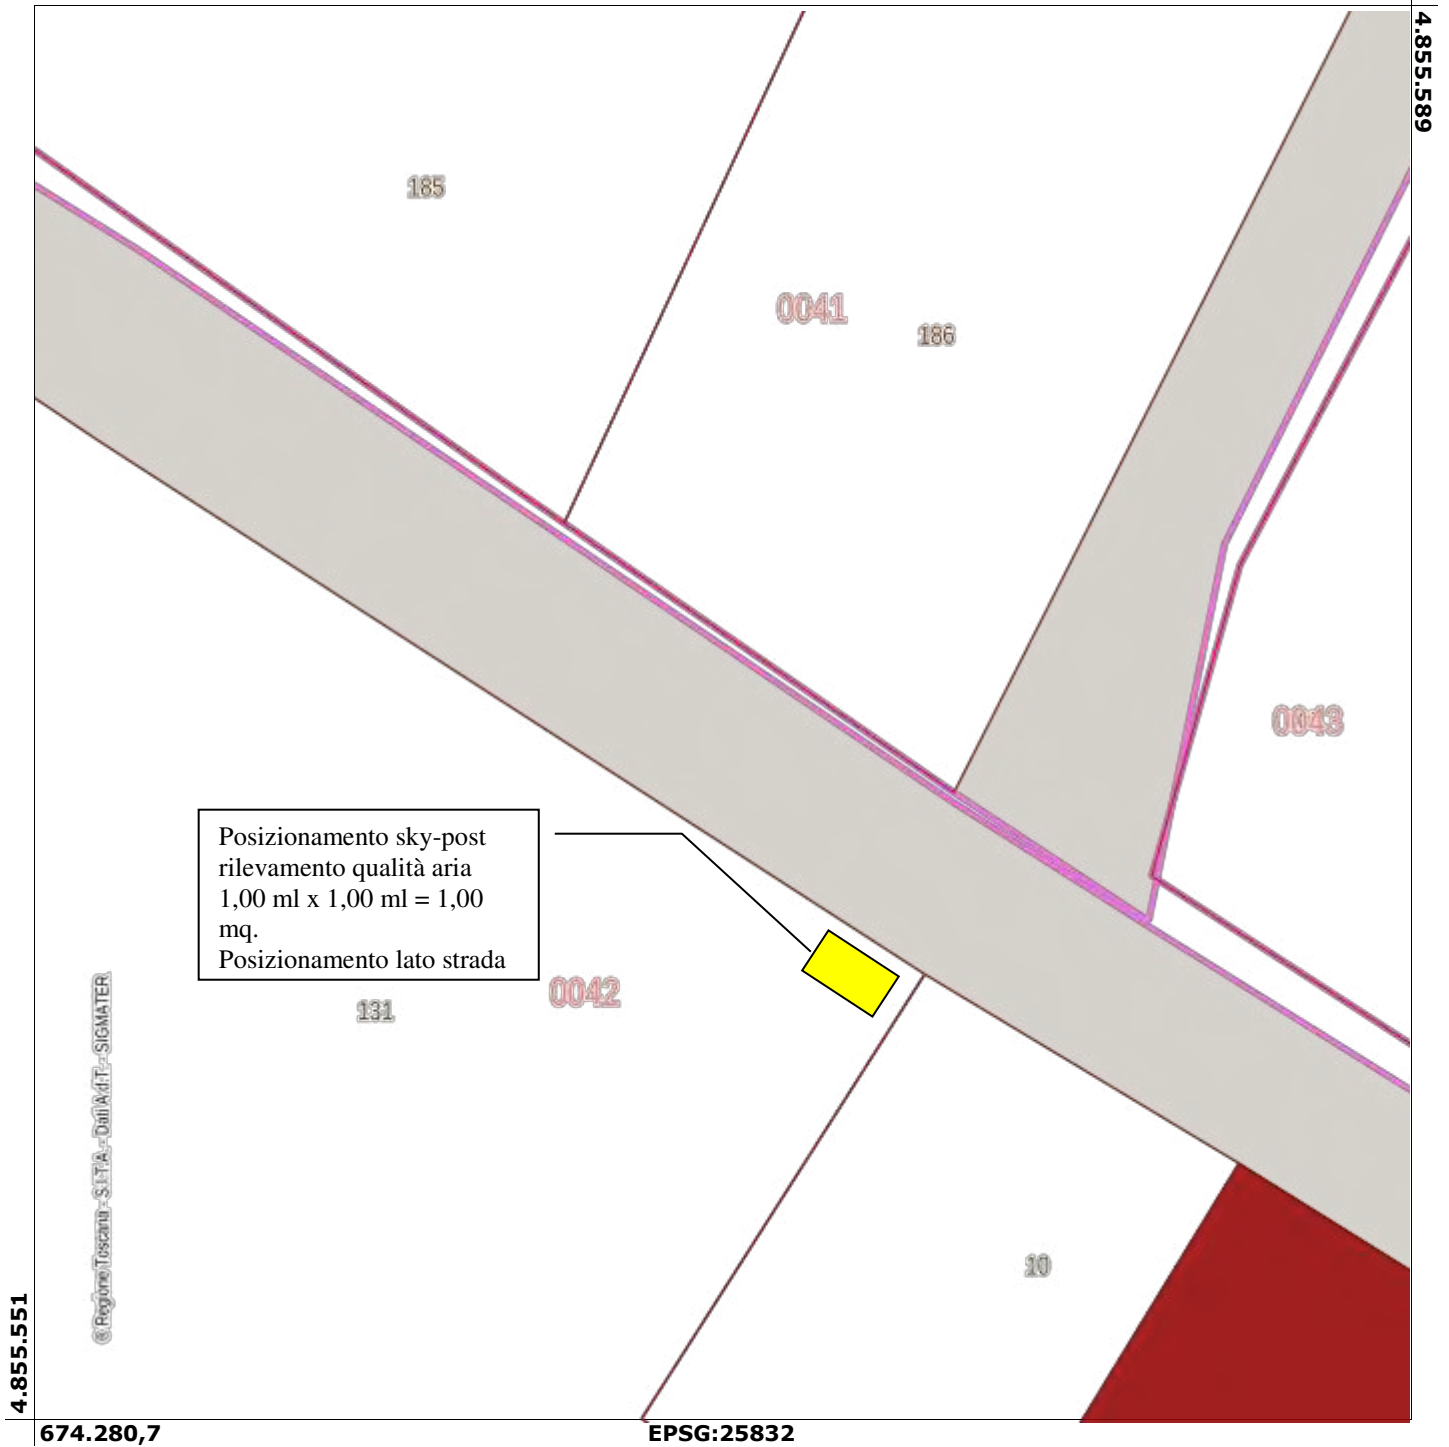 4.855.589
185
0041
186
0043
Posizionamento sky-post
rilevamento qualità aria
1,00 ml x 1,00 ml = 1,00
mq.
Posizionamento lato strada
0042
131
© Regione Toscana - S.I.T.A. - Dati A.d.T. - SIGMATER
10
4.855.551
674.280,7
EPSG:25832